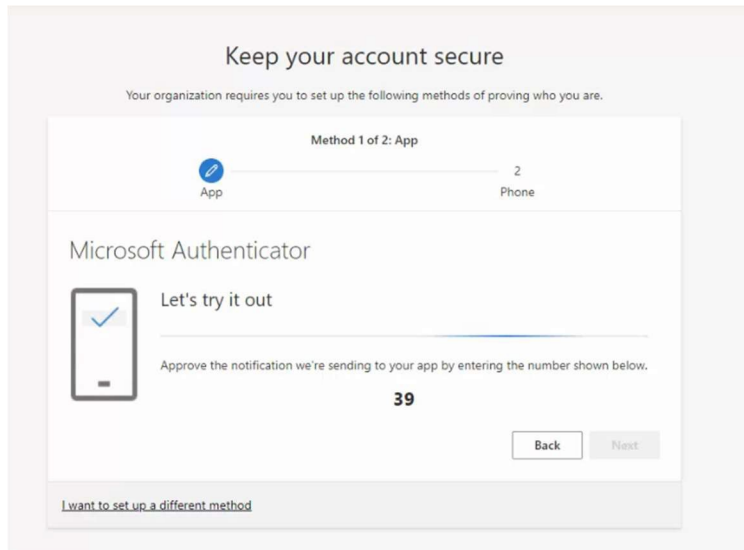 Keep your account secure
Your organization requires you to set up the following methods of proving who you are.
Method 1 of 2: App
2
App
Phone
Microsoft Authenticator
Let's try it out
Approve the notification we're sending to your app by entering the number shown below.
39
Back
Next
I want to set up a different method